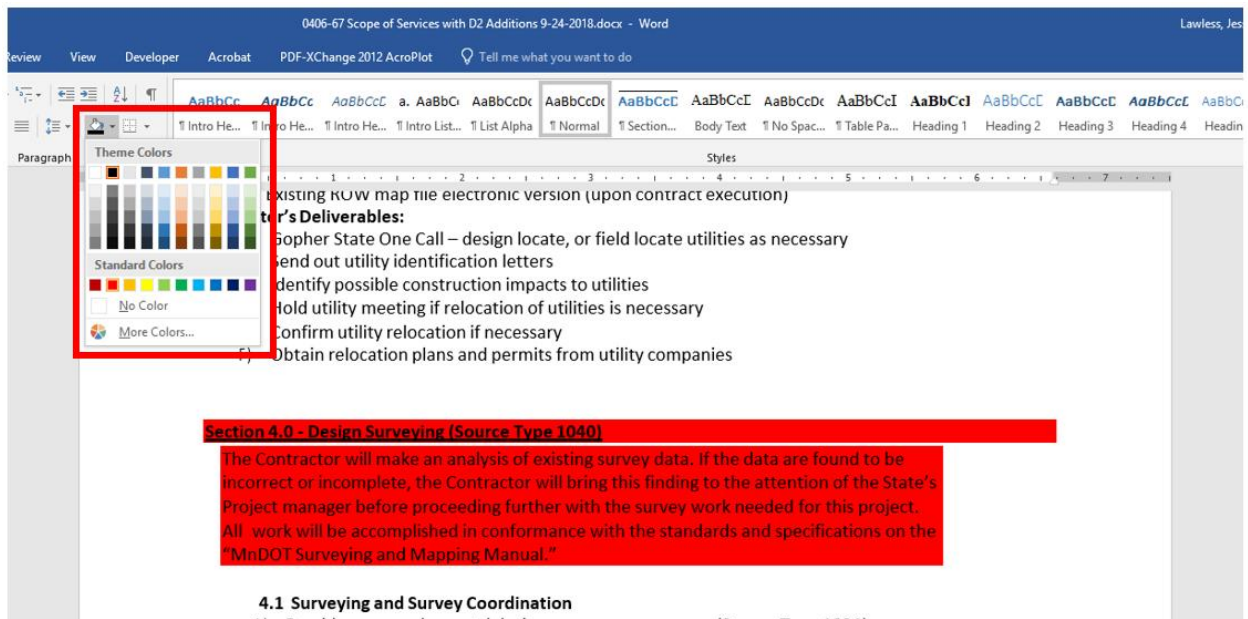 0406-67 Scope of Services with D2 Additions 9-24-2018.docx - Word
Lawless, Jes
Review View Developer Acrobat PDF-XChange 2012 AcroPlot Tell me what you want to do
AaBbCc AaBbCc AaBbCcD a. AaBbC AaBbCcDc AaBbCcDc AaBbCcD AaBbCcD AaBbCcDc AaBbCcI AaBbCcI AaBbCcD AaBbCcD AaBbCcD AaBbCc
¶ Intro He... ¶ Intro He... ¶ Intro He... ¶ Intro List... ¶ List Alpha ¶ Normal ¶ Section... Body Text ¶ No Spac... ¶ Table Pa... Heading 1 Heading 2 Heading 3 Heading 4 Headin
Paragraph
Styles
Theme Colors
Standard Colors
No Color
More Colors...
1 2 3 4 5 6 7
Existing ROW map file electronic version (upon contract execution)
tor's Deliverables:
Gopher State One Call – design locate, or field locate utilities as necessary
Send out utility identification letters
Identify possible construction impacts to utilities
Hold utility meeting if relocation of utilities is necessary
Confirm utility relocation if necessary
Obtain relocation plans and permits from utility companies
Section 4.0 - Design Surveying (Source Type 1040)
The Contractor will make an analysis of existing survey data. If the data are found to be
incorrect or incomplete, the Contractor will bring this finding to the attention of the State's
Project manager before proceeding further with the survey work needed for this project.
All work will be accomplished in conformance with the standards and specifications on the
"MnDOT Surveying and Mapping Manual."
4.1 Surveying and Survey Coordination